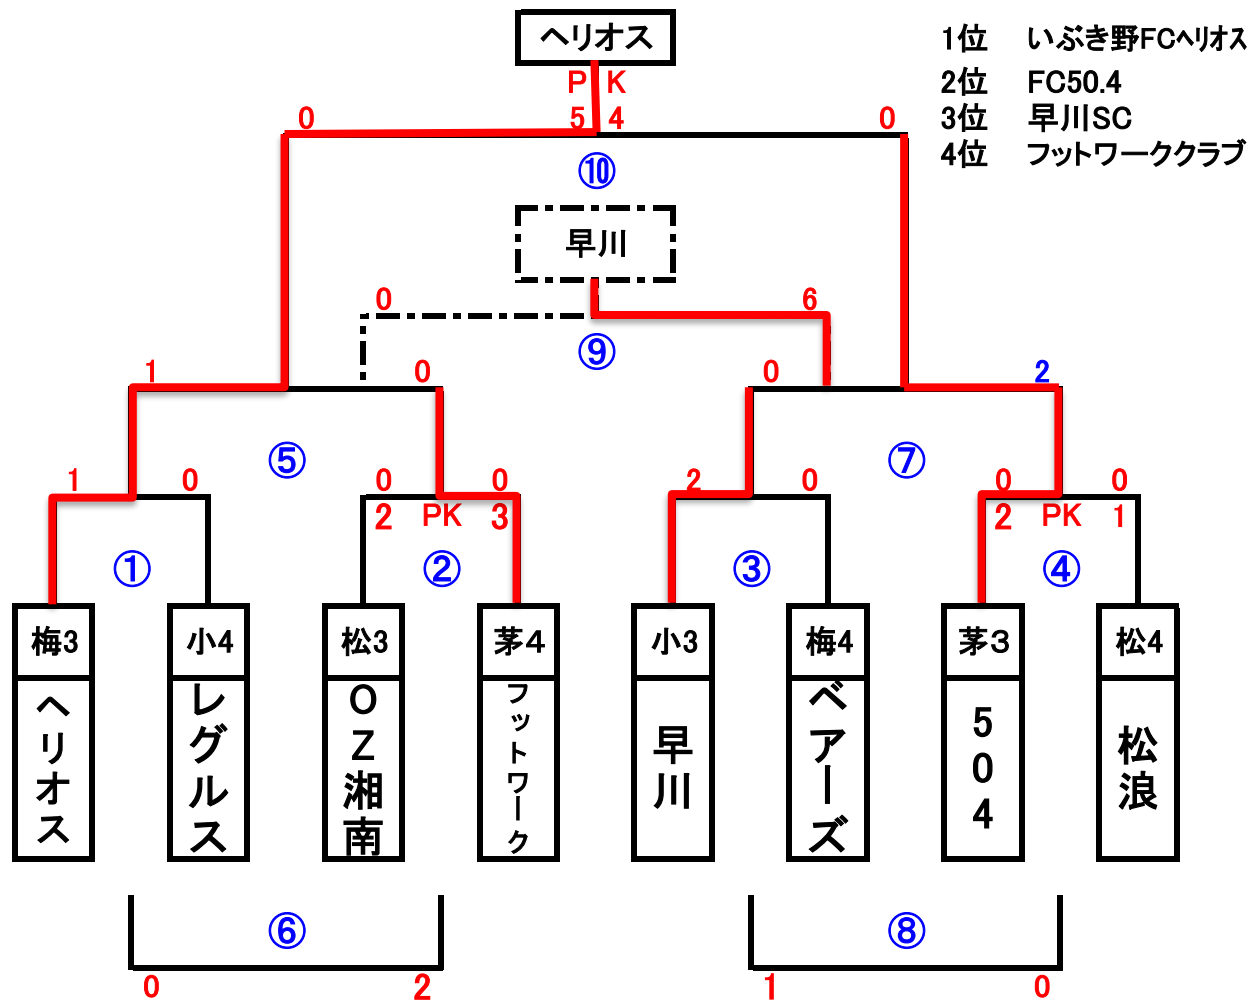 ヘリオス
1位 いぶき野FCヘリオス
PK
2位 FC50.4
0 5 4 0
3位 早川SC
4位 フットワーククラブ
⑩
早川
0 6
⑨
1 0 0 2
⑤ ⑦
1 0 0 0 2 0 0 0
2 PK 3 2 PK 1
① ② ③ ④
梅3 小4 松3 茅4 小3 梅4 茅3 松4
ヘリオス
レグルス
OZ湘南
フットワーク
早川
ベアーズ
504
松浪
⑥ ⑧
0 2 1 0